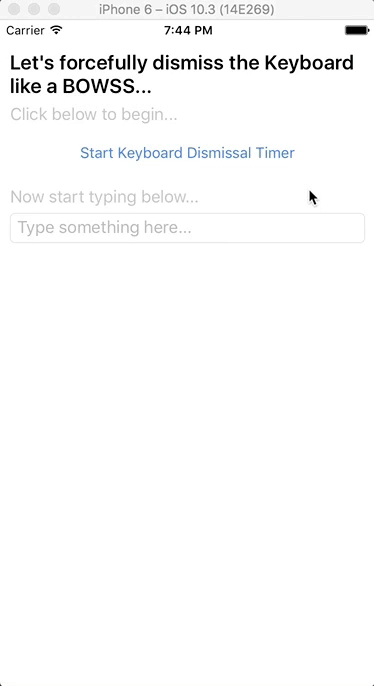 iPhone 6 – iOS 10.3 (14E269)
Carrier 7:44 PM
Let's forcefully dismiss the Keyboard
like a BOWSS...
Click below to begin...
Start Keyboard Dismissal Timer
Now start typing below...
Type something here...